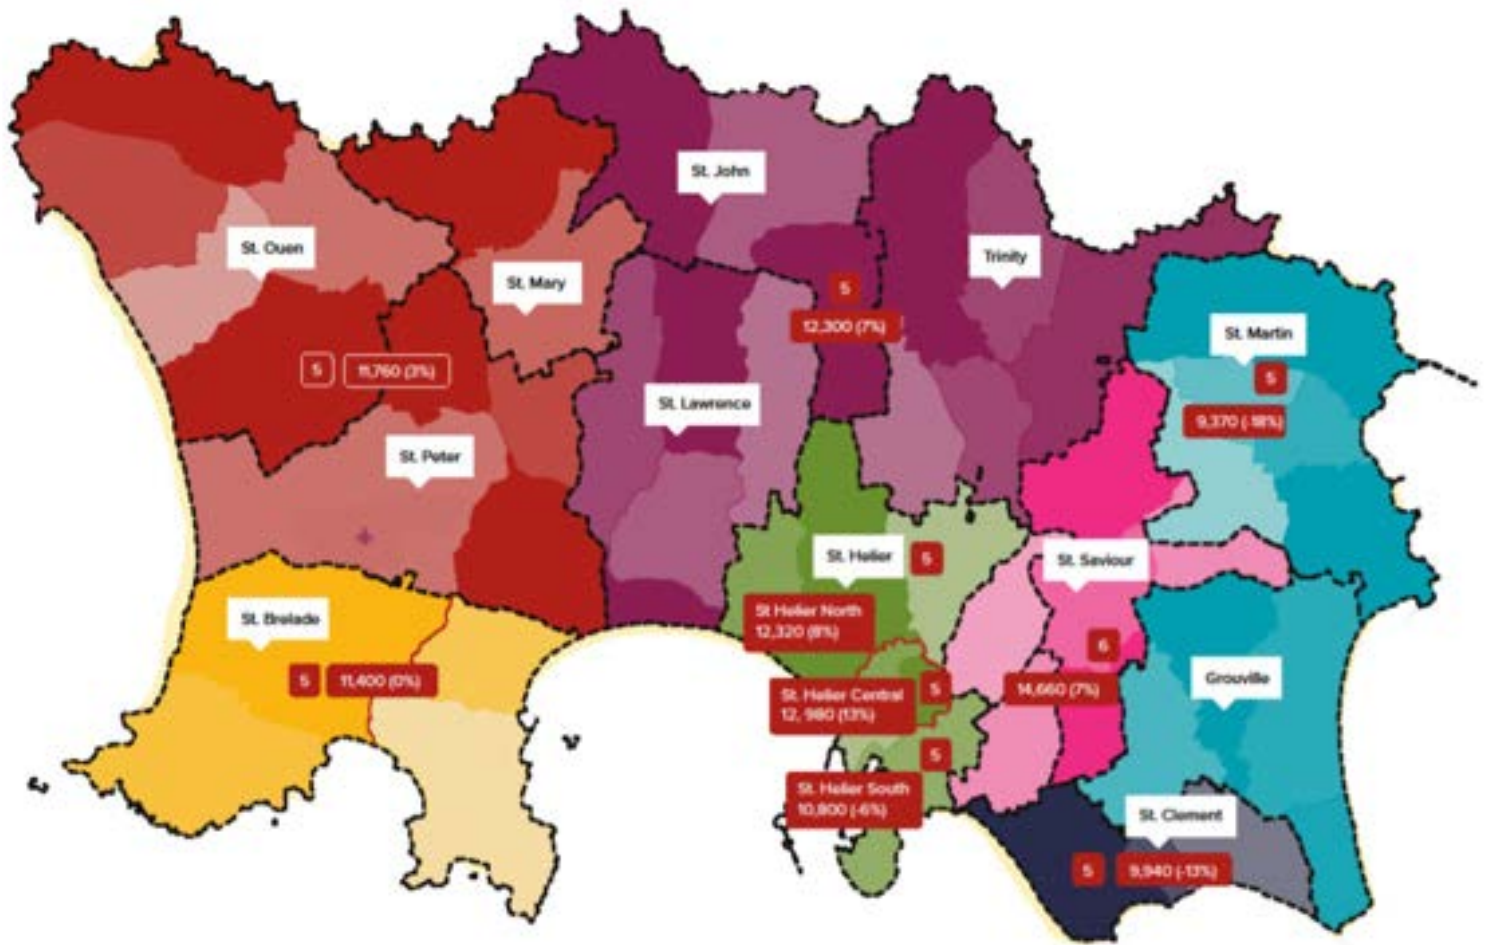 St. John
St. Ouen
Trinity
St. Mary
5
12,300 (7%)
St. Martin
5
11,760 (3%)
5
9,370 (-18%)
St. Lawrence
St. Peter
St. Helier
5
St. Saviour
St. Brelade
St Helier North
12,320 (8%)
6
5
11,400 (0%)
St. Helier Central
12, 980 (13%)
5
14,660 (7%)
Grouville
5
St. Helier South
10,800 (-6%)
St. Clement
5
9,940 (-13%)